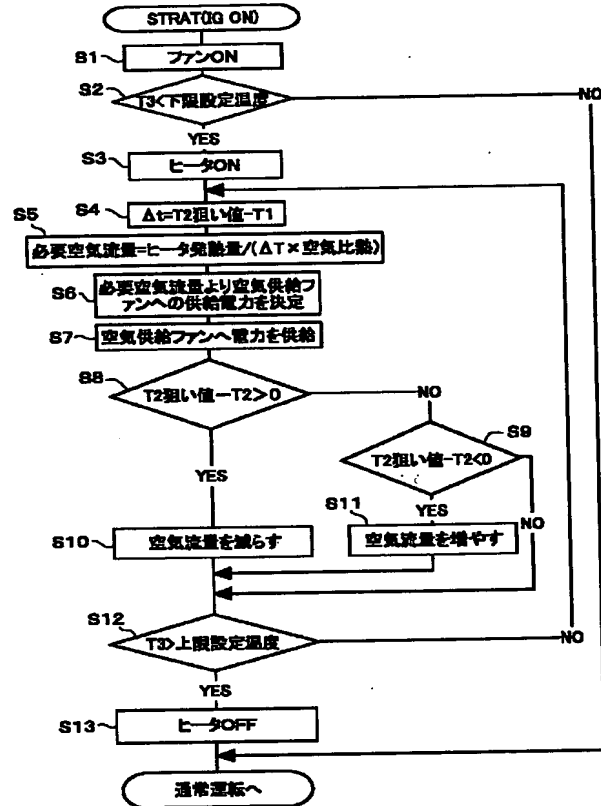 STRAT(IG ON)
S1
ファンON
S2
T3<下限設定温度
NO
YES
S3
ヒータON
S4
Δt=T2狙い値-T1
S5
必要空気流量=ヒータ発熱量/(ΔT×空気比熱)
S6
必要空気流量より空気供給ファ
ンへの供給電力を決定
S7
空気供給ファンへ電力を供給
S8
T2狙い値-T2>0
NO
S9
T2狙い値-T2<0
YES
YES
NO
S10
空気流量を減らす
S11
空気流量を増やす
S12
T3>上限設定温度
NO
YES
S13
ヒータOFF
通常運転へ